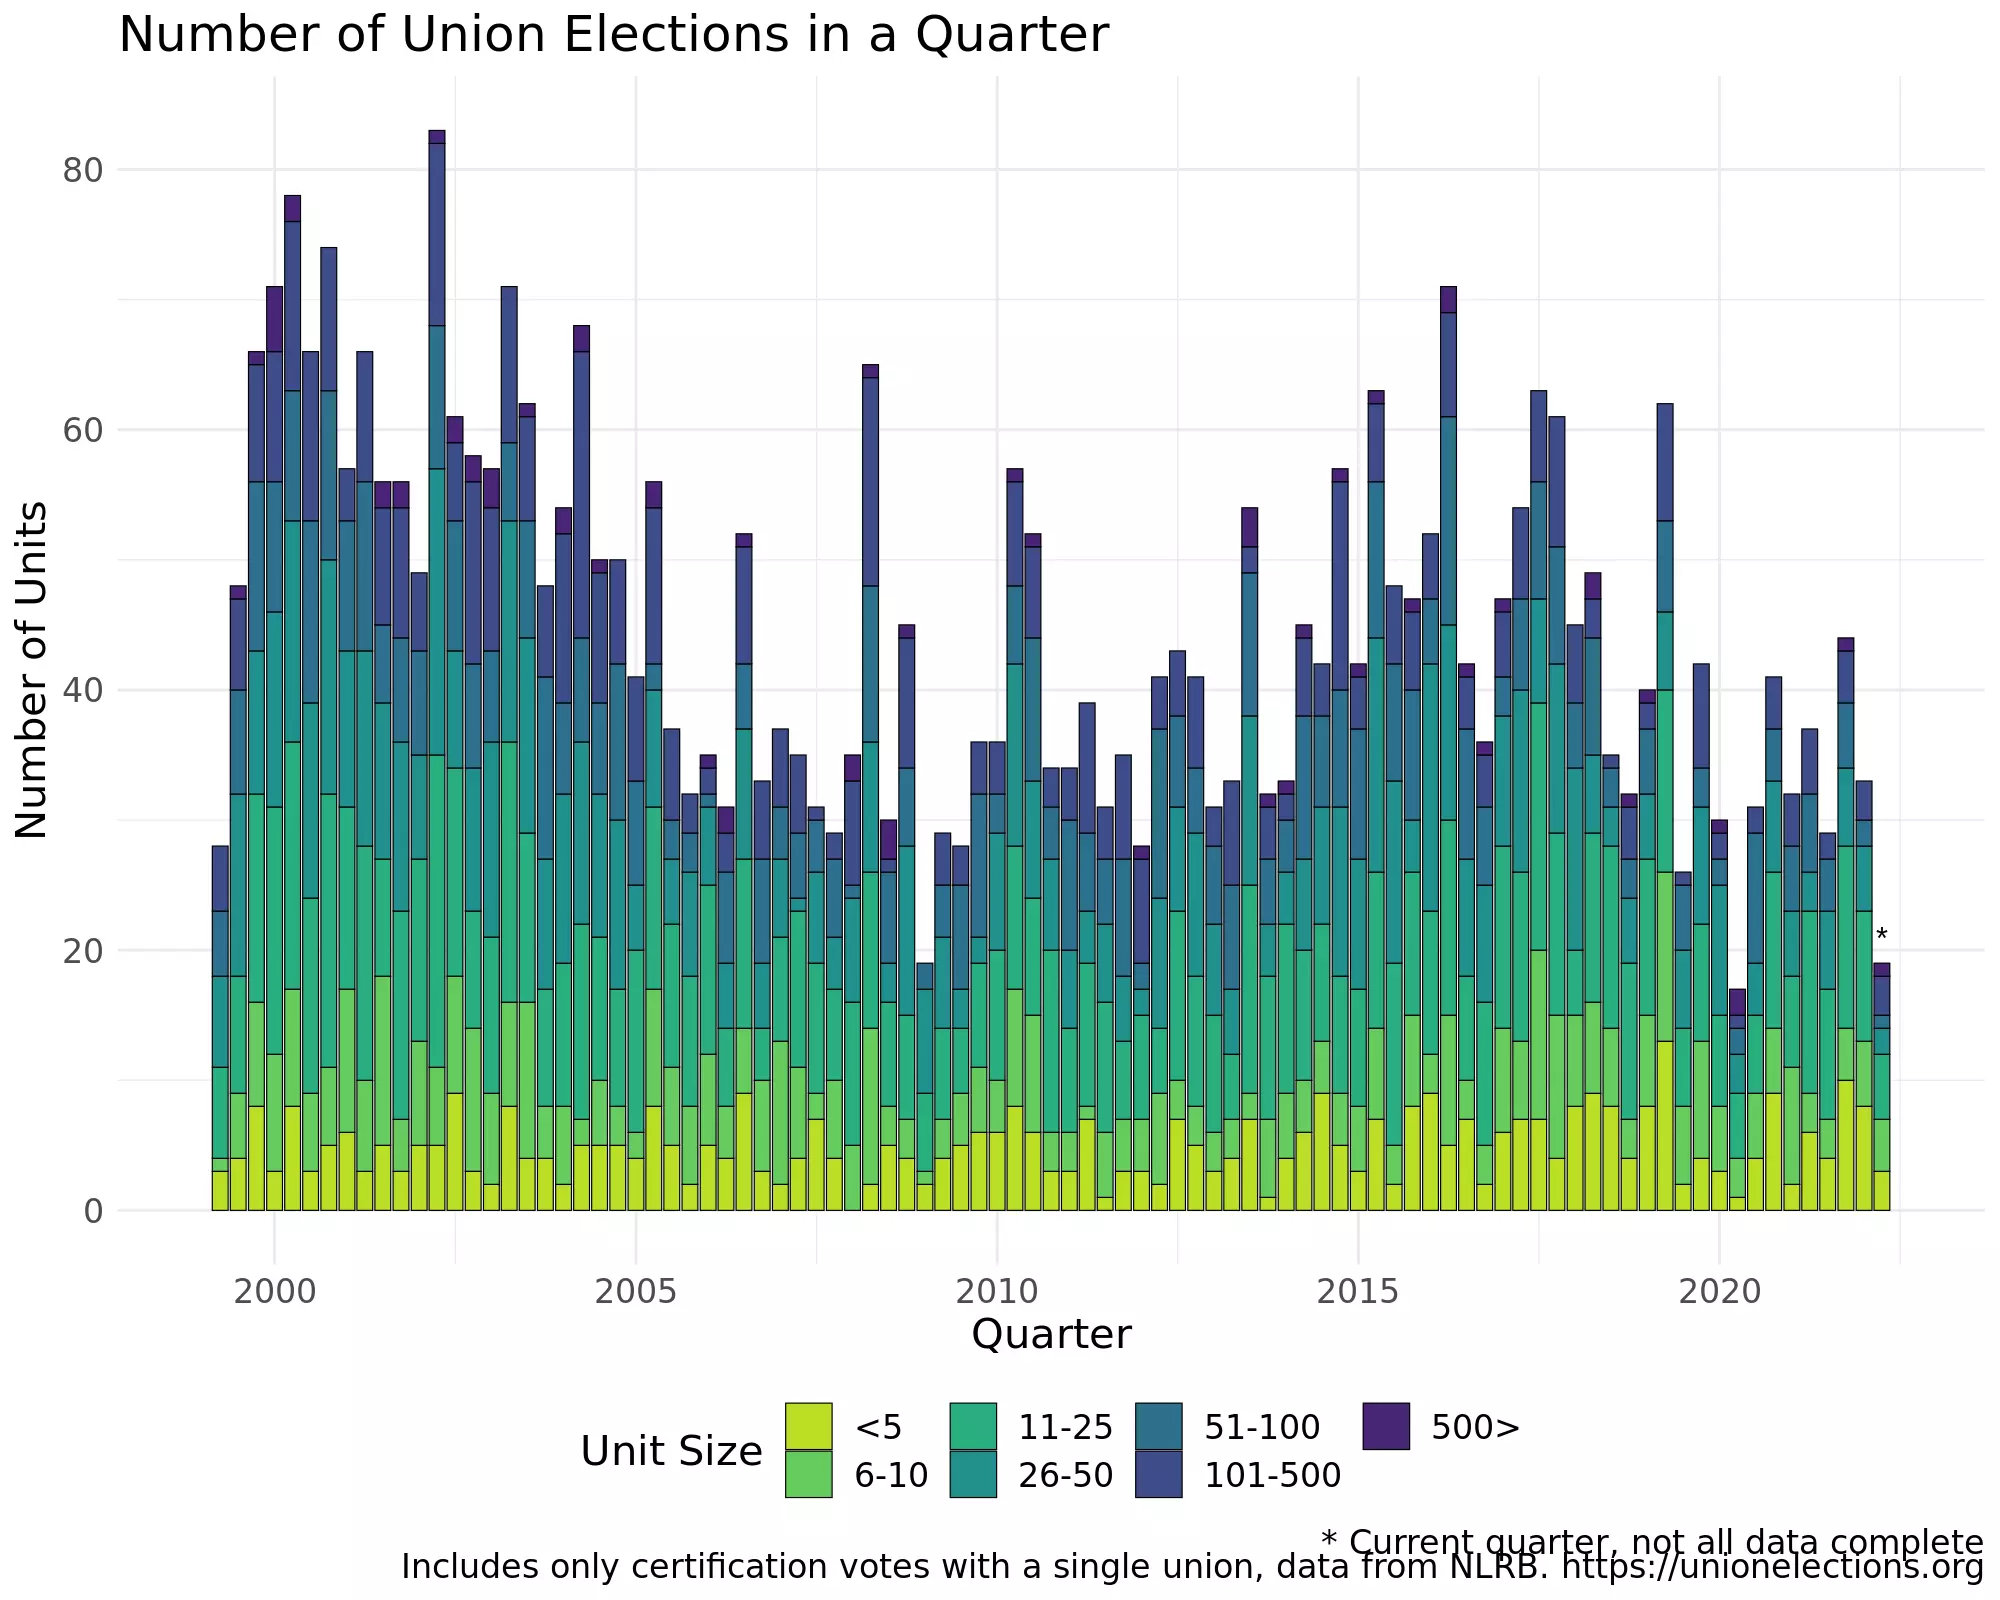 Number of Union Elections in a Quarter
Number of Units
80
60
40
20
0
*
2000 2005 2010 2015 2020
Quarter
Unit Size
<5 11-25 51-100 500>
6-10 26-50 101-500
* Current quarter, not all data complete
Includes only certification votes with a single union, data from NLRB. https://unionelections.org